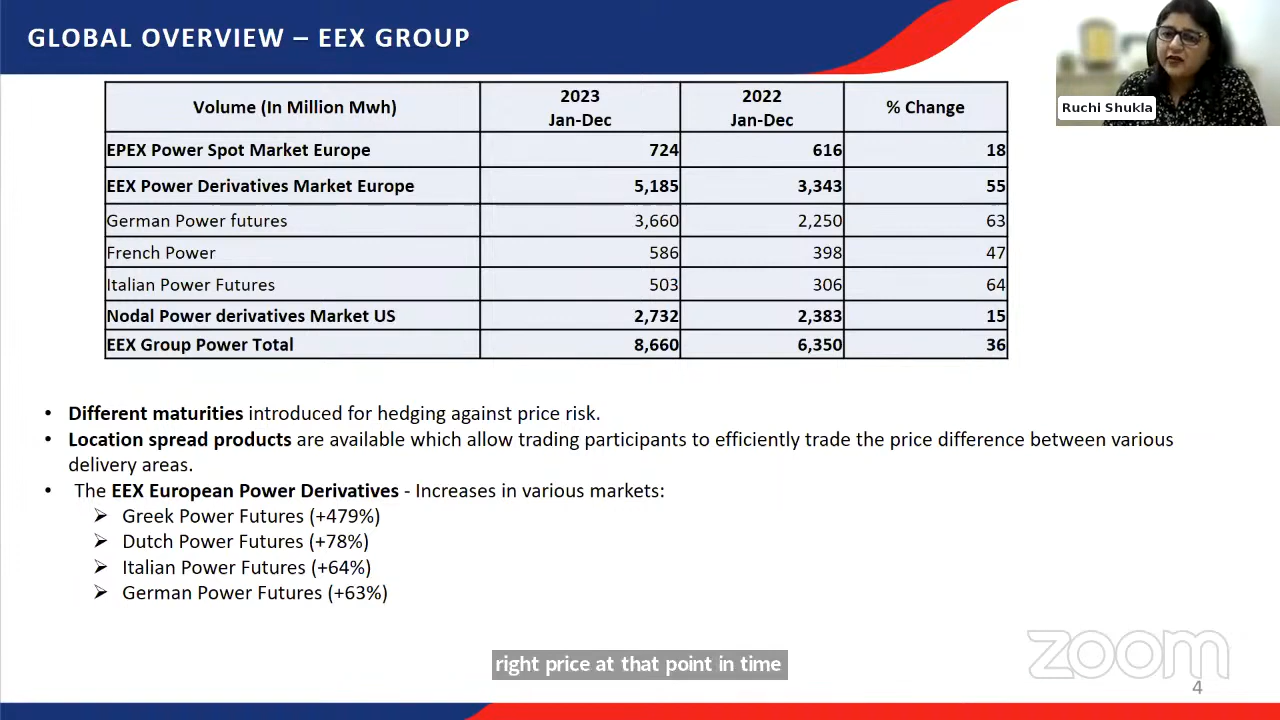 GLOBAL OVERVIEW – EEX GROUP
Ruchi Shukla
Volume (In Million Mwh) 2023 Jan-Dec 2022 Jan-Dec % Change
EPEX Power Spot Market Europe 724 616 18
EEX Power Derivatives Market Europe 5,185 3,343 55
German Power futures 3,660 2,250 63
French Power 586 398 47
Italian Power Futures 503 306 64
Nodal Power derivatives Market US 2,732 2,383 15
EEX Group Power Total 8,660 6,350 36
• Different maturities introduced for hedging against price risk.
• Location spread products are available which allow trading participants to efficiently trade the price difference between various
delivery areas.
• The EEX European Power Derivatives - Increases in various markets:
➢ Greek Power Futures (+479%)
➢ Dutch Power Futures (+78%)
➢ Italian Power Futures (+64%)
➢ German Power Futures (+63%)
right price at that point in time
zoom
4